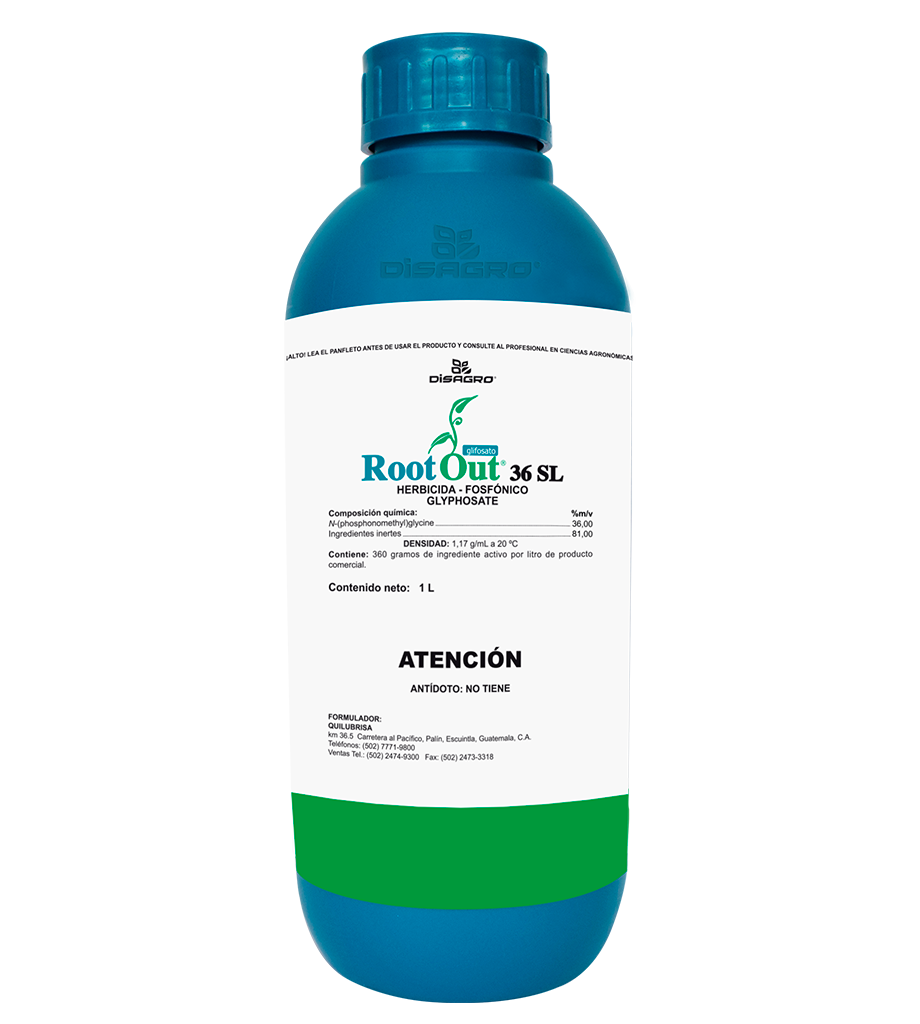 DISAGRO
¡ALTO! LEA EL PANFLETO ANTES DE USAR EL PRODUCTO Y CONSULTE AL PROFESIONAL EN CIENCIAS AGRONÓMICAS
DISAGRO
glifosato
RootOut® 36 SL
HERBICIDA - FOSFÓNICO
GLYPHOSATE
Composición química: %m/v
N-(phosphonomethyl)glycine 36,00
Ingredientes inertes 81,00
DENSIDAD: 1,17 g/mL a 20 ºC
Contiene: 360 gramos de ingrediente activo por litro de producto
comercial.
Contenido neto: 1 L
ATENCIÓN
ANTÍDOTO: NO TIENE
FORMULADOR:
QUILUBRISA
km 36.5 Carretera al Pacífico, Palín, Escuintla, Guatemala, C.A.
Teléfonos: (502) 7771-9800
Ventas Tel.: (502) 2474-9300 Fax: (502) 2473-3318